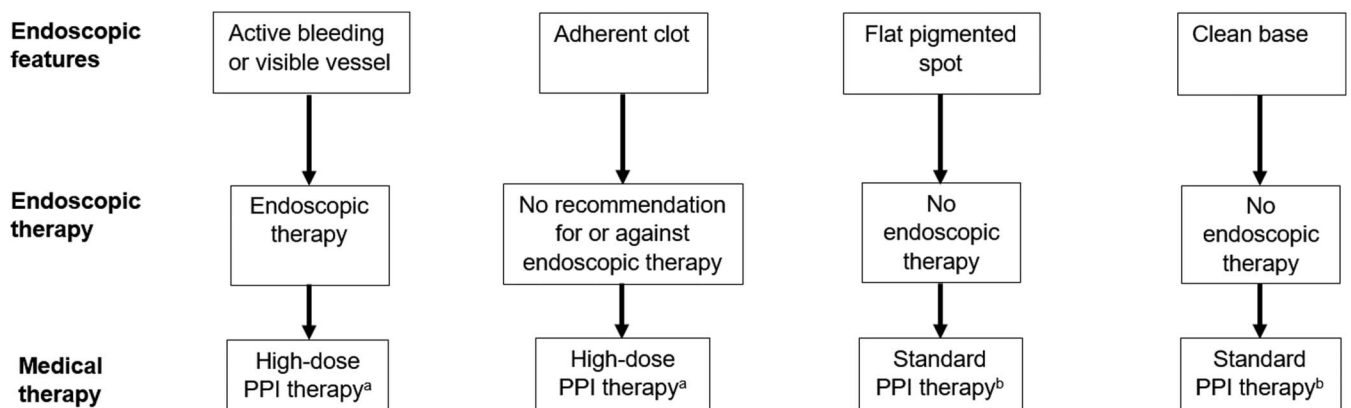 Endoscopic
features
Active bleeding
or visible vessel
Adherent clot
Flat pigmented
spot
Clean base
Endoscopic
therapy
Endoscopic
therapy
No recommendation
for or against
endoscopic therapy
No
endoscopic
therapy
No
endoscopic
therapy
Medical
therapy
High-dose
PPI therapyᵃ
High-dose
PPI therapyᵃ
Standard
PPI therapyᵇ
Standard
PPI therapyᵇ